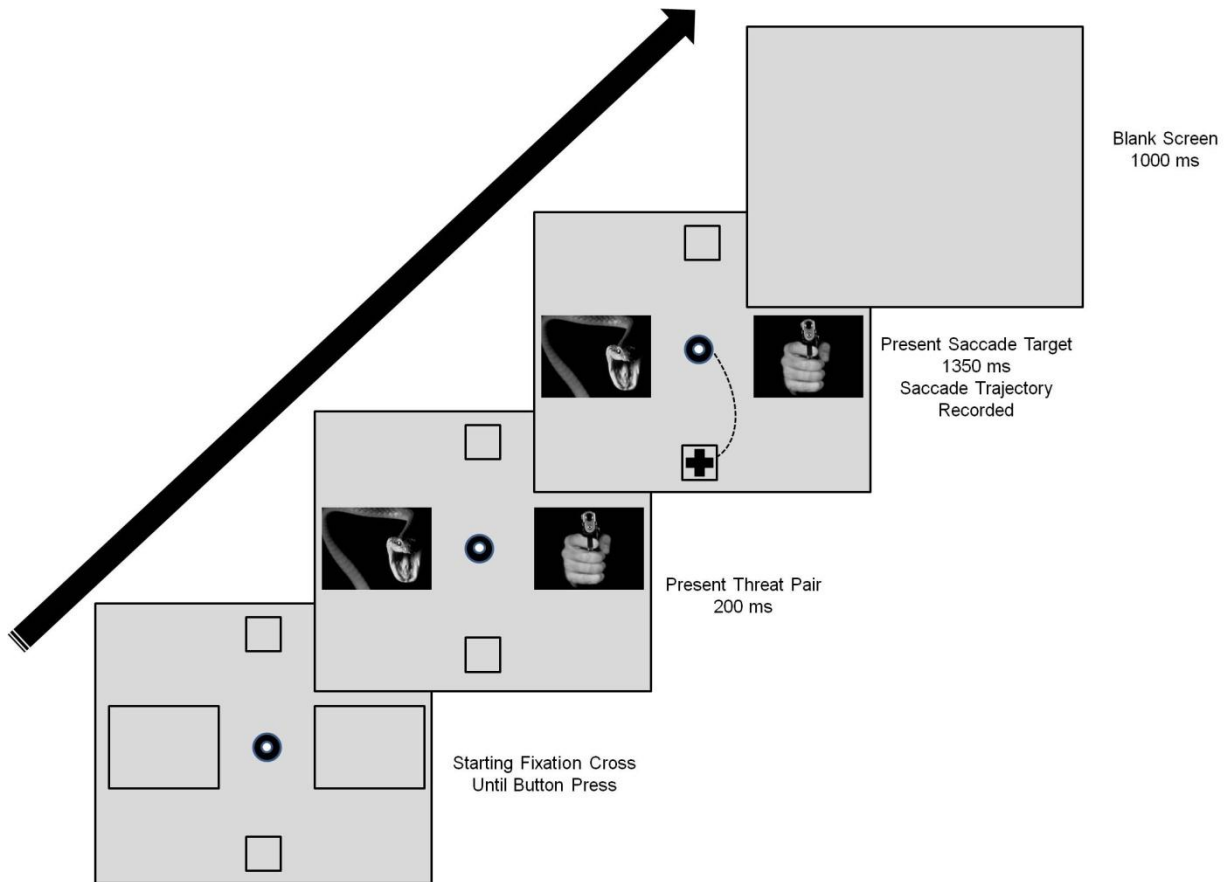 Blank Screen
1000 ms
Present Saccade Target
1350 ms
Saccade Trajectory
Recorded
Present Threat Pair
200 ms
Starting Fixation Cross
Until Button Press